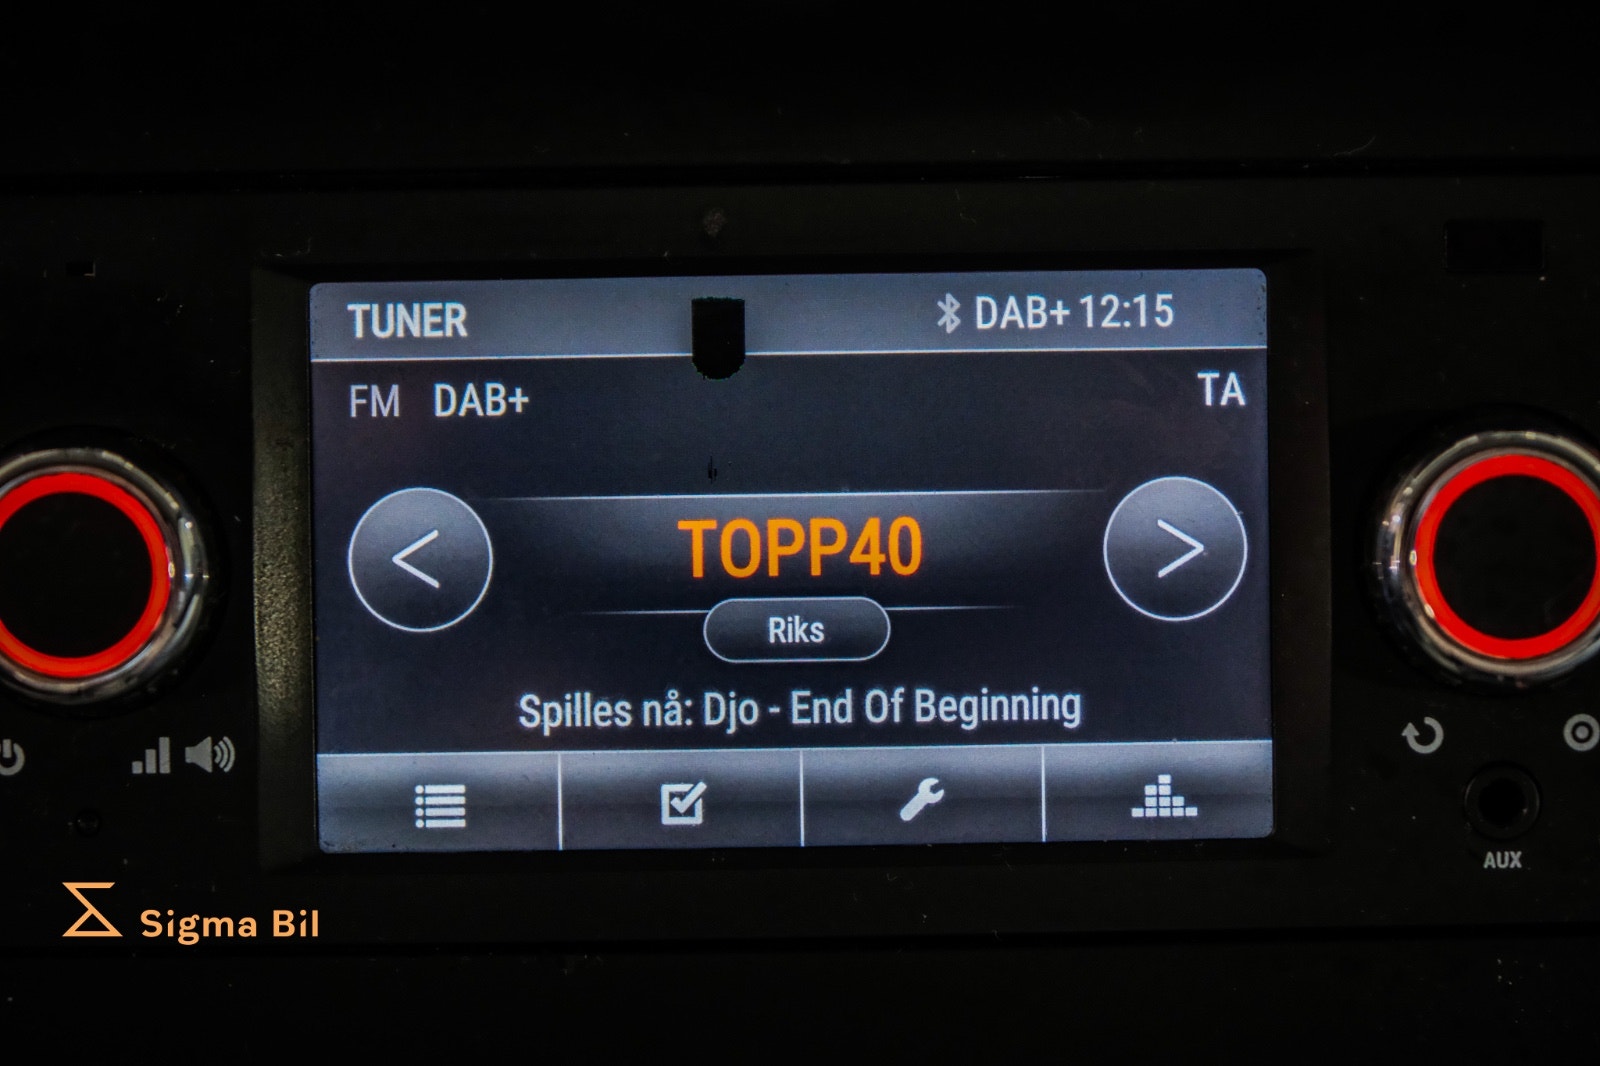 TUNER
DAB+ 12:15
FM DAB+
TA
TOPP40
Riks
Spilles nå: Djo - End Of Beginning
AUX
Sigma Bil